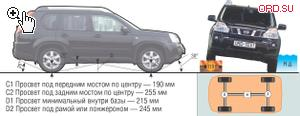 ORD.SU
C1 Просвет под передним мостом по центру — 190 мм
C2 Просвет под задним мостом по центру — 255 мм
D1 Просвет минимальный внутри базы — 215 мм
D2 Просвет под рамой или лонжероном — 245 мм